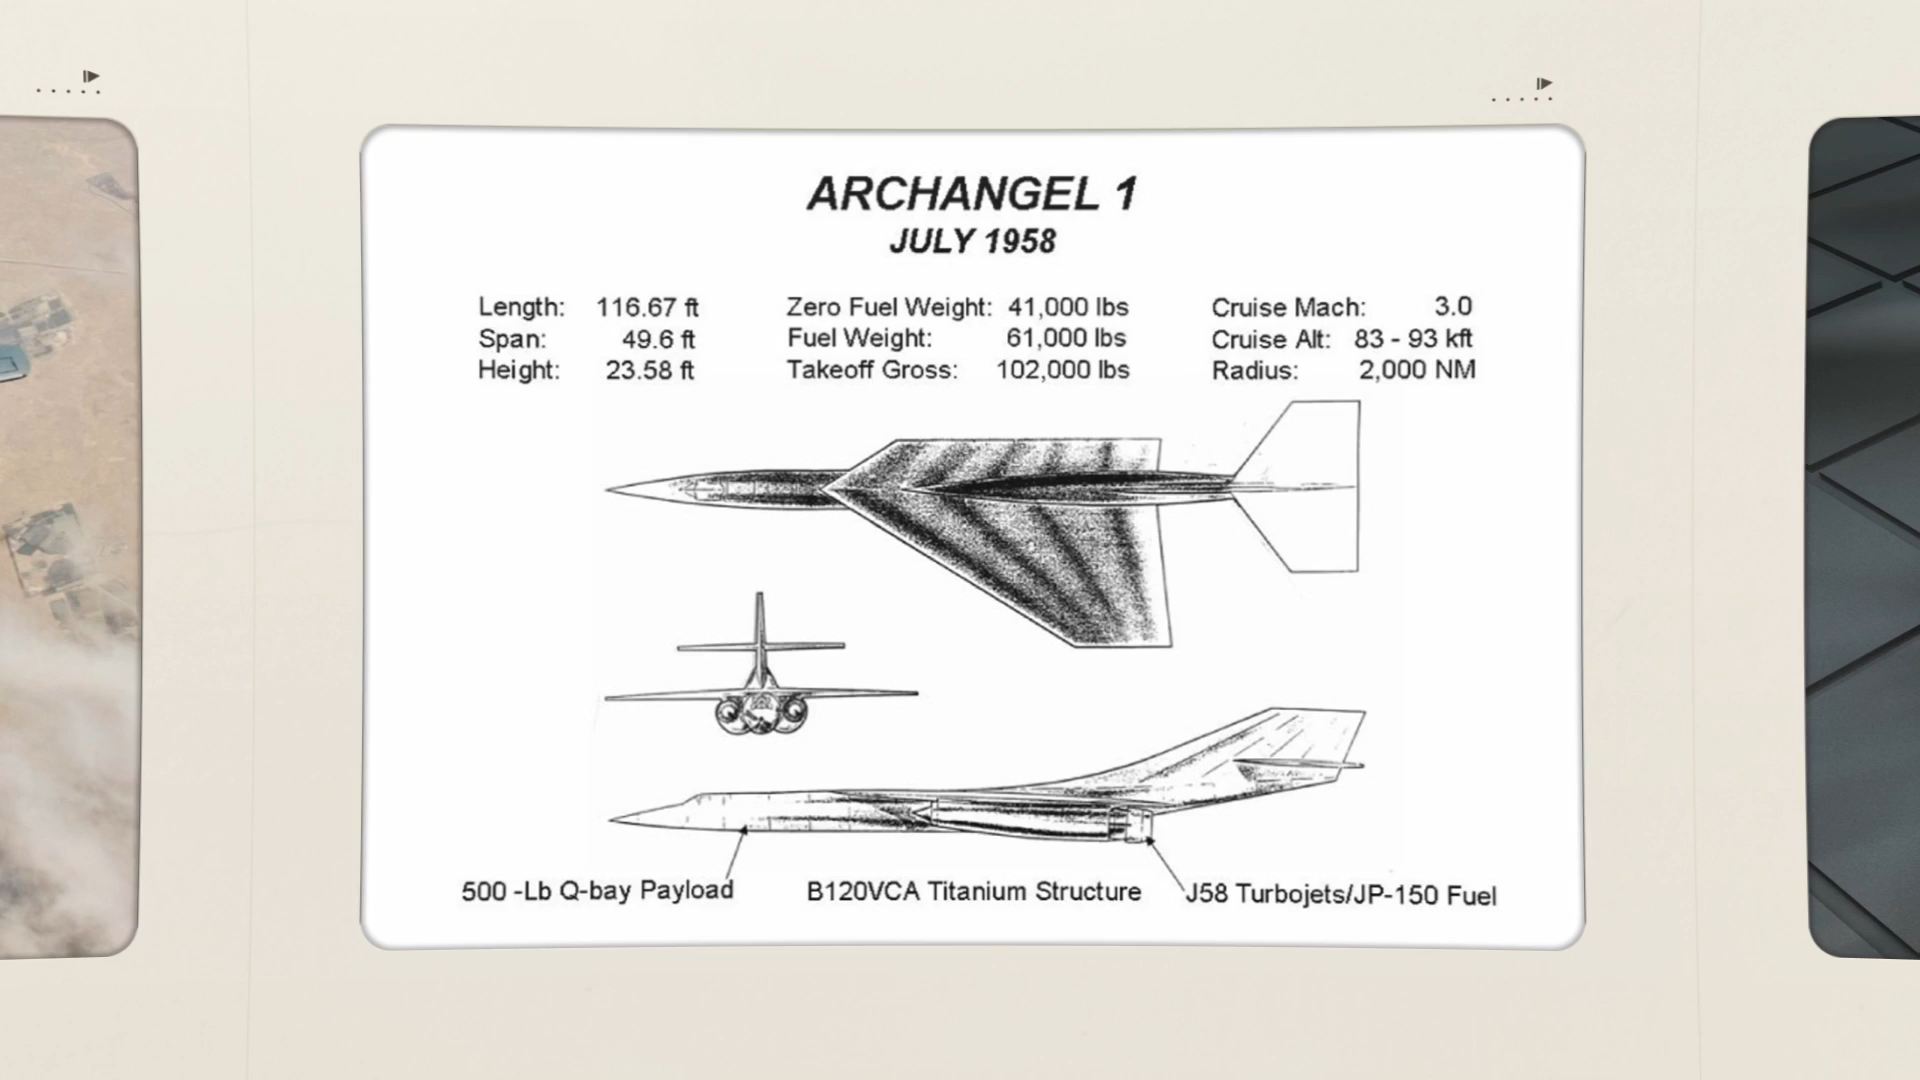 ARCHANGEL 1
JULY 1958
Length: 116.67 ft
Span: 49.6 ft
Height: 23.58 ft
Zero Fuel Weight: 41,000 lbs
Fuel Weight: 61,000 lbs
Takeoff Gross: 102,000 lbs
Cruise Mach: 3.0
Cruise Alt: 83 - 93 kft
Radius: 2,000 NM
500 -Lb Q-bay Payload
B120VCA Titanium Structure
J58 Turbojets/JP-150 Fuel